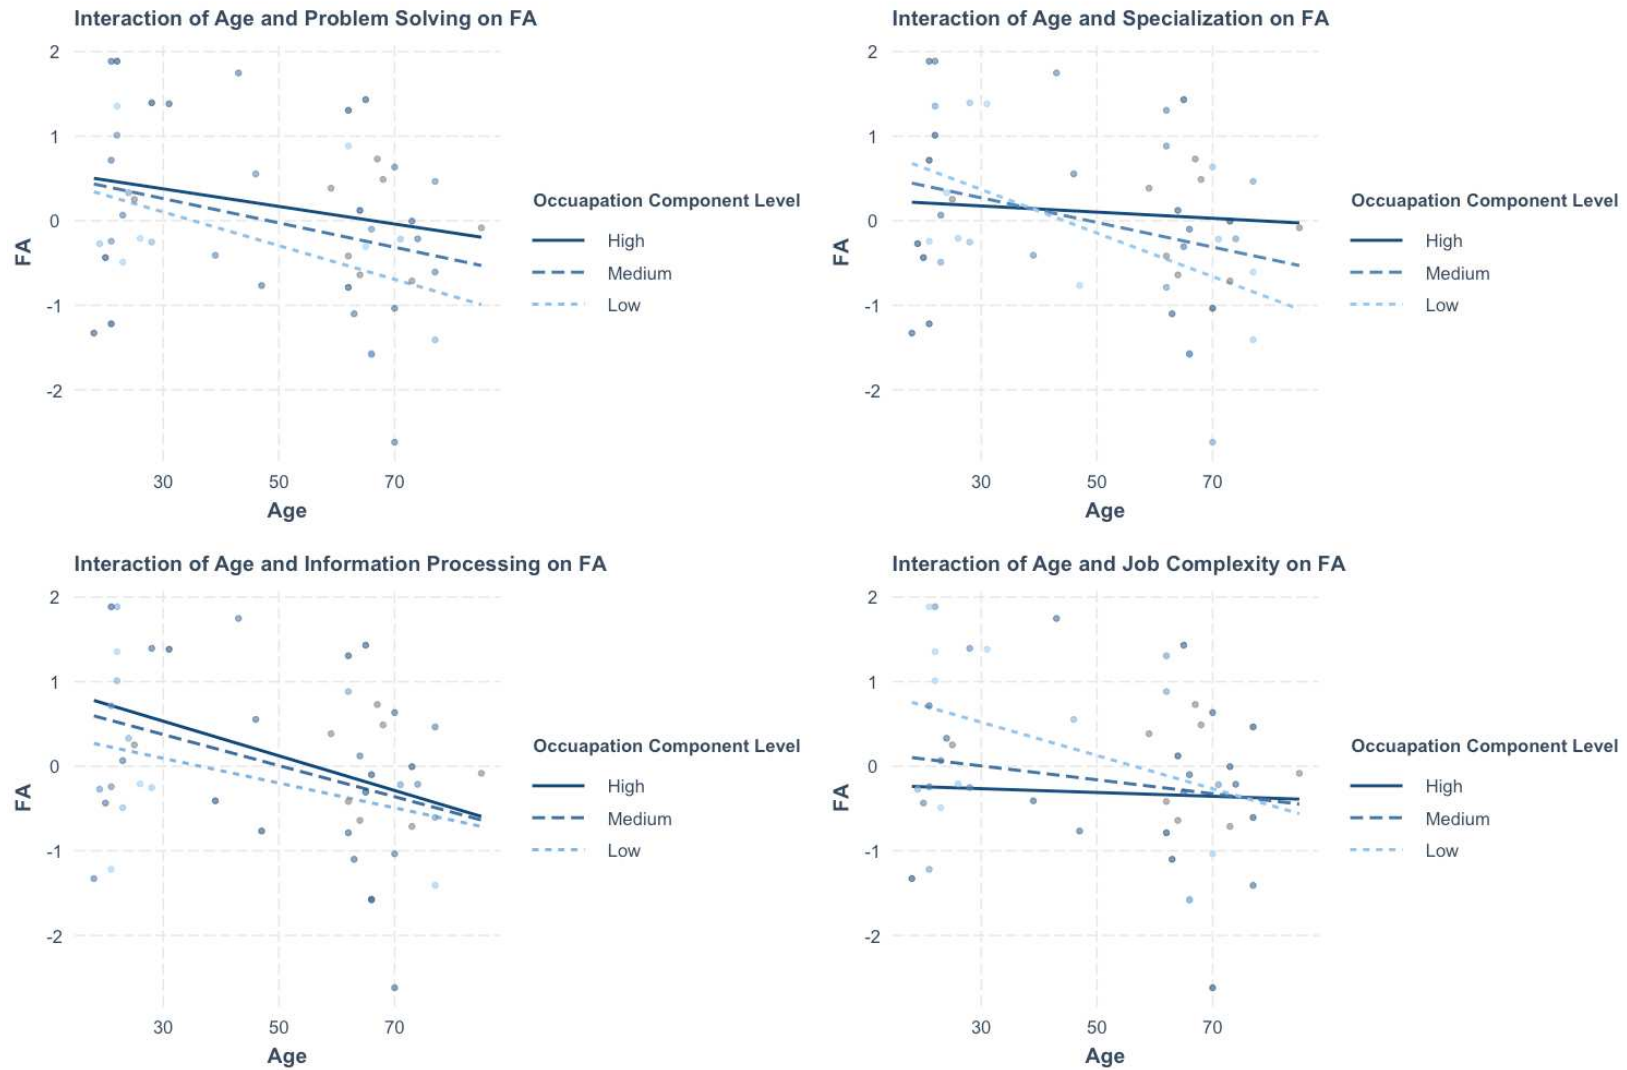 Interaction of Age and Problem Solving on FA
2
1
0
-1
-2
FA
30 50 70
Age
Occuapation Component Level
High
Medium
Low
Interaction of Age and Specialization on FA
2
1
0
-1
-2
FA
30 50 70
Age
Occuapation Component Level
High
Medium
Low
Interaction of Age and Information Processing on FA
2
1
0
-1
-2
FA
30 50 70
Age
Occuapation Component Level
High
Medium
Low
Interaction of Age and Job Complexity on FA
2
1
0
-1
-2
FA
30 50 70
Age
Occuapation Component Level
High
Medium
Low